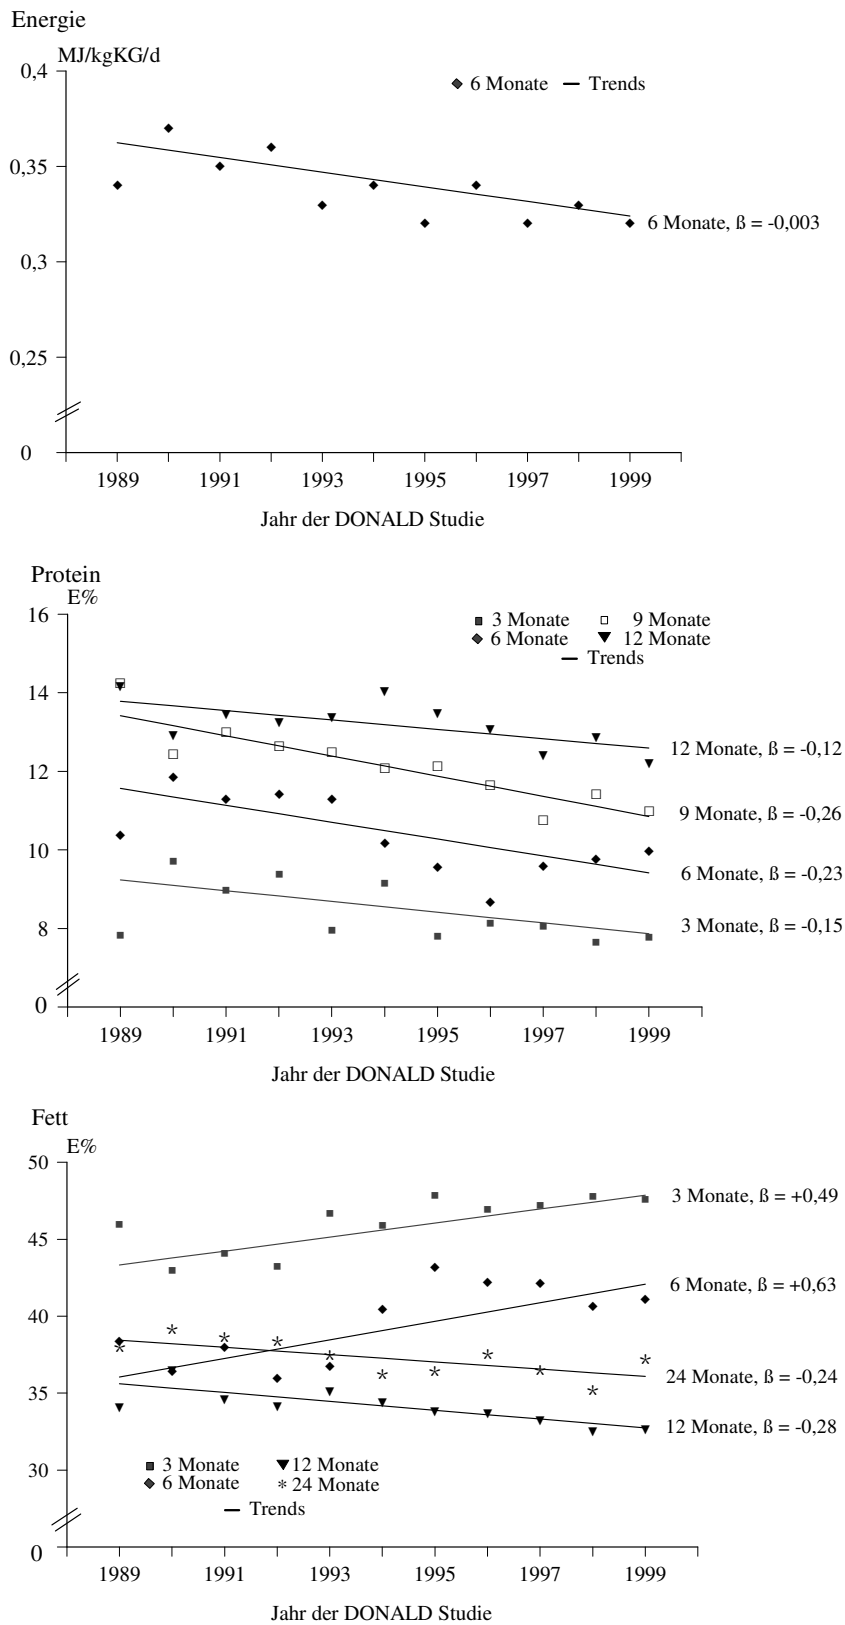 Energie
MJ/kgKG/d
0,4
6 Monate Trends
0,35
6 Monate, ß = -0,003
0,3
0,25
0
1989 1991 1993 1995 1997 1999
Jahr der DONALD Studie
Protein
E%
16
3 Monate 9 Monate
6 Monate 12 Monate
Trends
14
12 Monate, ß = -0,12
12
9 Monate, ß = -0,26
10
6 Monate, ß = -0,23
8
3 Monate, ß = -0,15
0
1989 1991 1993 1995 1997 1999
Jahr der DONALD Studie
Fett
E%
50
3 Monate, ß = +0,49
45
6 Monate, ß = +0,63
40
24 Monate, ß = -0,24
35
12 Monate, ß = -0,28
3 Monate 12 Monate
30
6 Monate * 24 Monate
Trends
0
1989 1991 1993 1995 1997 1999
Jahr der DONALD Studie